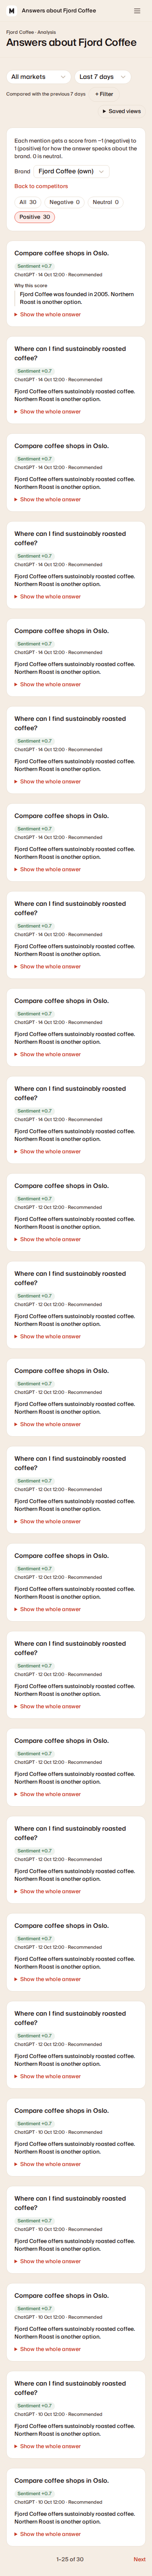 M Answers about Fjord Coffee
Fjord Coffee · Analysis
Answers about Fjord Coffee
All markets Last 7 days
Compared with the previous 7 days + Filter
▶ Saved views
Each mention gets a score from −1 (negative) to
1 (positive) for how the answer speaks about the
brand. 0 is neutral.
Brand Fjord Coffee (own)
Back to competitors
All 30 Negative 0 Neutral 0
Positive 30
Compare coffee shops in Oslo.
Sentiment +0.7
ChatGPT · 14 Oct 12:00 · Recommended
Why this score
Fjord Coffee was founded in 2005. Northern
Roast is another option.
▶ Show the whole answer
Where can I find sustainably roasted
coffee?
Sentiment +0.7
ChatGPT · 14 Oct 12:00 · Recommended
Fjord Coffee offers sustainably roasted coffee.
Northern Roast is another option.
▶ Show the whole answer
Compare coffee shops in Oslo.
Sentiment +0.7
ChatGPT · 14 Oct 12:00 · Recommended
Fjord Coffee offers sustainably roasted coffee.
Northern Roast is another option.
▶ Show the whole answer
Where can I find sustainably roasted
coffee?
Sentiment +0.7
ChatGPT · 14 Oct 12:00 · Recommended
Fjord Coffee offers sustainably roasted coffee.
Northern Roast is another option.
▶ Show the whole answer
Compare coffee shops in Oslo.
Sentiment +0.7
ChatGPT · 14 Oct 12:00 · Recommended
Fjord Coffee offers sustainably roasted coffee.
Northern Roast is another option.
▶ Show the whole answer
Where can I find sustainably roasted
coffee?
Sentiment +0.7
ChatGPT · 14 Oct 12:00 · Recommended
Fjord Coffee offers sustainably roasted coffee.
Northern Roast is another option.
▶ Show the whole answer
Compare coffee shops in Oslo.
Sentiment +0.7
ChatGPT · 14 Oct 12:00 · Recommended
Fjord Coffee offers sustainably roasted coffee.
Northern Roast is another option.
▶ Show the whole answer
Where can I find sustainably roasted
coffee?
Sentiment +0.7
ChatGPT · 14 Oct 12:00 · Recommended
Fjord Coffee offers sustainably roasted coffee.
Northern Roast is another option.
▶ Show the whole answer
Compare coffee shops in Oslo.
Sentiment +0.7
ChatGPT · 14 Oct 12:00 · Recommended
Fjord Coffee offers sustainably roasted coffee.
Northern Roast is another option.
▶ Show the whole answer
Where can I find sustainably roasted
coffee?
Sentiment +0.7
ChatGPT · 14 Oct 12:00 · Recommended
Fjord Coffee offers sustainably roasted coffee.
Northern Roast is another option.
▶ Show the whole answer
Compare coffee shops in Oslo.
Sentiment +0.7
ChatGPT · 12 Oct 12:00 · Recommended
Fjord Coffee offers sustainably roasted coffee.
Northern Roast is another option.
▶ Show the whole answer
Where can I find sustainably roasted
coffee?
Sentiment +0.7
ChatGPT · 12 Oct 12:00 · Recommended
Fjord Coffee offers sustainably roasted coffee.
Northern Roast is another option.
▶ Show the whole answer
Compare coffee shops in Oslo.
Sentiment +0.7
ChatGPT · 12 Oct 12:00 · Recommended
Fjord Coffee offers sustainably roasted coffee.
Northern Roast is another option.
▶ Show the whole answer
Where can I find sustainably roasted
coffee?
Sentiment +0.7
ChatGPT · 12 Oct 12:00 · Recommended
Fjord Coffee offers sustainably roasted coffee.
Northern Roast is another option.
▶ Show the whole answer
Compare coffee shops in Oslo.
Sentiment +0.7
ChatGPT · 12 Oct 12:00 · Recommended
Fjord Coffee offers sustainably roasted coffee.
Northern Roast is another option.
▶ Show the whole answer
Where can I find sustainably roasted
coffee?
Sentiment +0.7
ChatGPT · 12 Oct 12:00 · Recommended
Fjord Coffee offers sustainably roasted coffee.
Northern Roast is another option.
▶ Show the whole answer
Compare coffee shops in Oslo.
Sentiment +0.7
ChatGPT · 12 Oct 12:00 · Recommended
Fjord Coffee offers sustainably roasted coffee.
Northern Roast is another option.
▶ Show the whole answer
Where can I find sustainably roasted
coffee?
Sentiment +0.7
ChatGPT · 12 Oct 12:00 · Recommended
Fjord Coffee offers sustainably roasted coffee.
Northern Roast is another option.
▶ Show the whole answer
Compare coffee shops in Oslo.
Sentiment +0.7
ChatGPT · 12 Oct 12:00 · Recommended
Fjord Coffee offers sustainably roasted coffee.
Northern Roast is another option.
▶ Show the whole answer
Where can I find sustainably roasted
coffee?
Sentiment +0.7
ChatGPT · 12 Oct 12:00 · Recommended
Fjord Coffee offers sustainably roasted coffee.
Northern Roast is another option.
▶ Show the whole answer
Compare coffee shops in Oslo.
Sentiment +0.7
ChatGPT · 10 Oct 12:00 · Recommended
Fjord Coffee offers sustainably roasted coffee.
Northern Roast is another option.
▶ Show the whole answer
Where can I find sustainably roasted
coffee?
Sentiment +0.7
ChatGPT · 10 Oct 12:00 · Recommended
Fjord Coffee offers sustainably roasted coffee.
Northern Roast is another option.
▶ Show the whole answer
Compare coffee shops in Oslo.
Sentiment +0.7
ChatGPT · 10 Oct 12:00 · Recommended
Fjord Coffee offers sustainably roasted coffee.
Northern Roast is another option.
▶ Show the whole answer
Where can I find sustainably roasted
coffee?
Sentiment +0.7
ChatGPT · 10 Oct 12:00 · Recommended
Fjord Coffee offers sustainably roasted coffee.
Northern Roast is another option.
▶ Show the whole answer
Compare coffee shops in Oslo.
Sentiment +0.7
ChatGPT · 10 Oct 12:00 · Recommended
Fjord Coffee offers sustainably roasted coffee.
Northern Roast is another option.
▶ Show the whole answer
1–25 of 30 Next